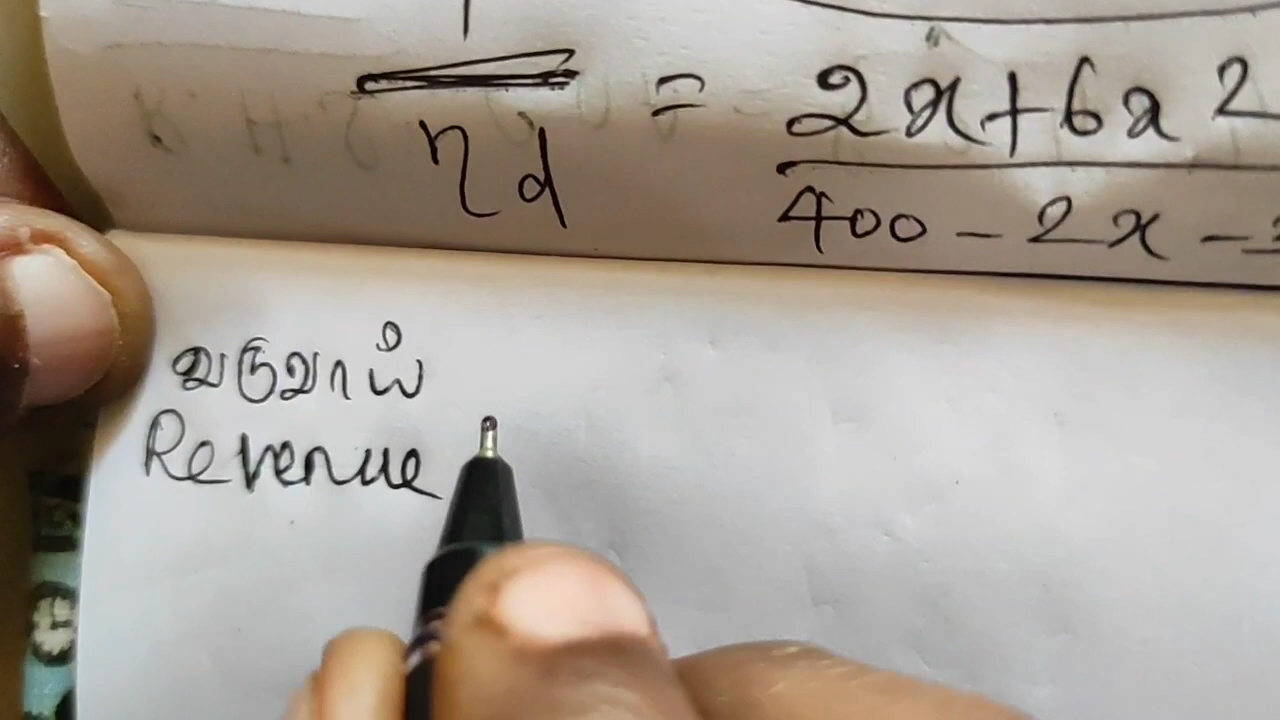 ηd = 2x+6x2
400 - 2x -
வருவாய்
Revenue